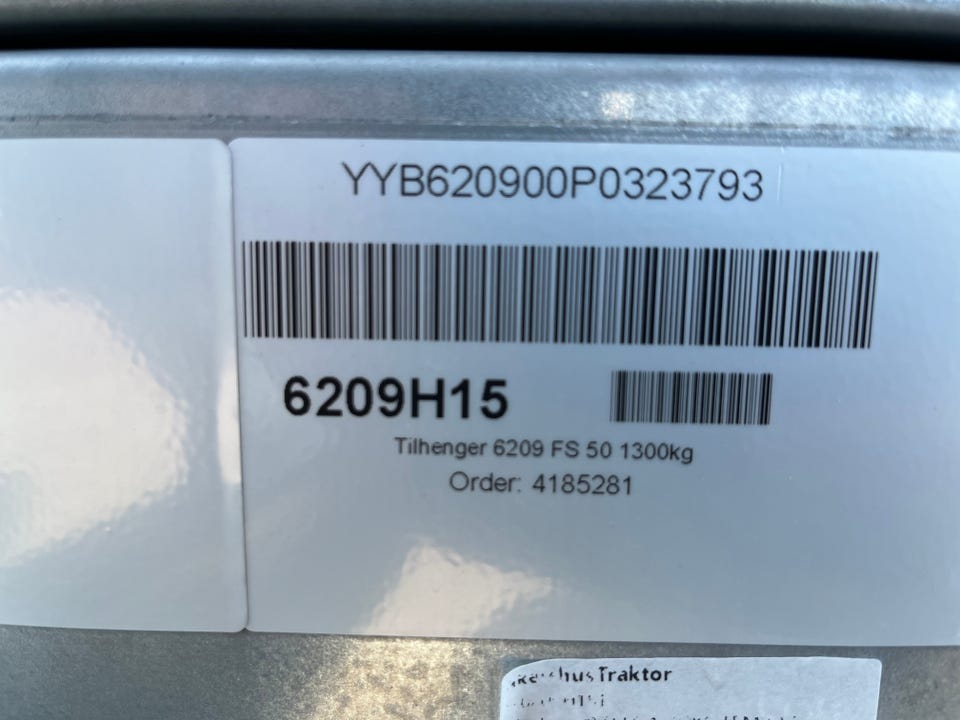 YYB620900P0323793
6209H15
Tilhenger 6209 FS 50 1300kg
Order: 4185281
Traktor